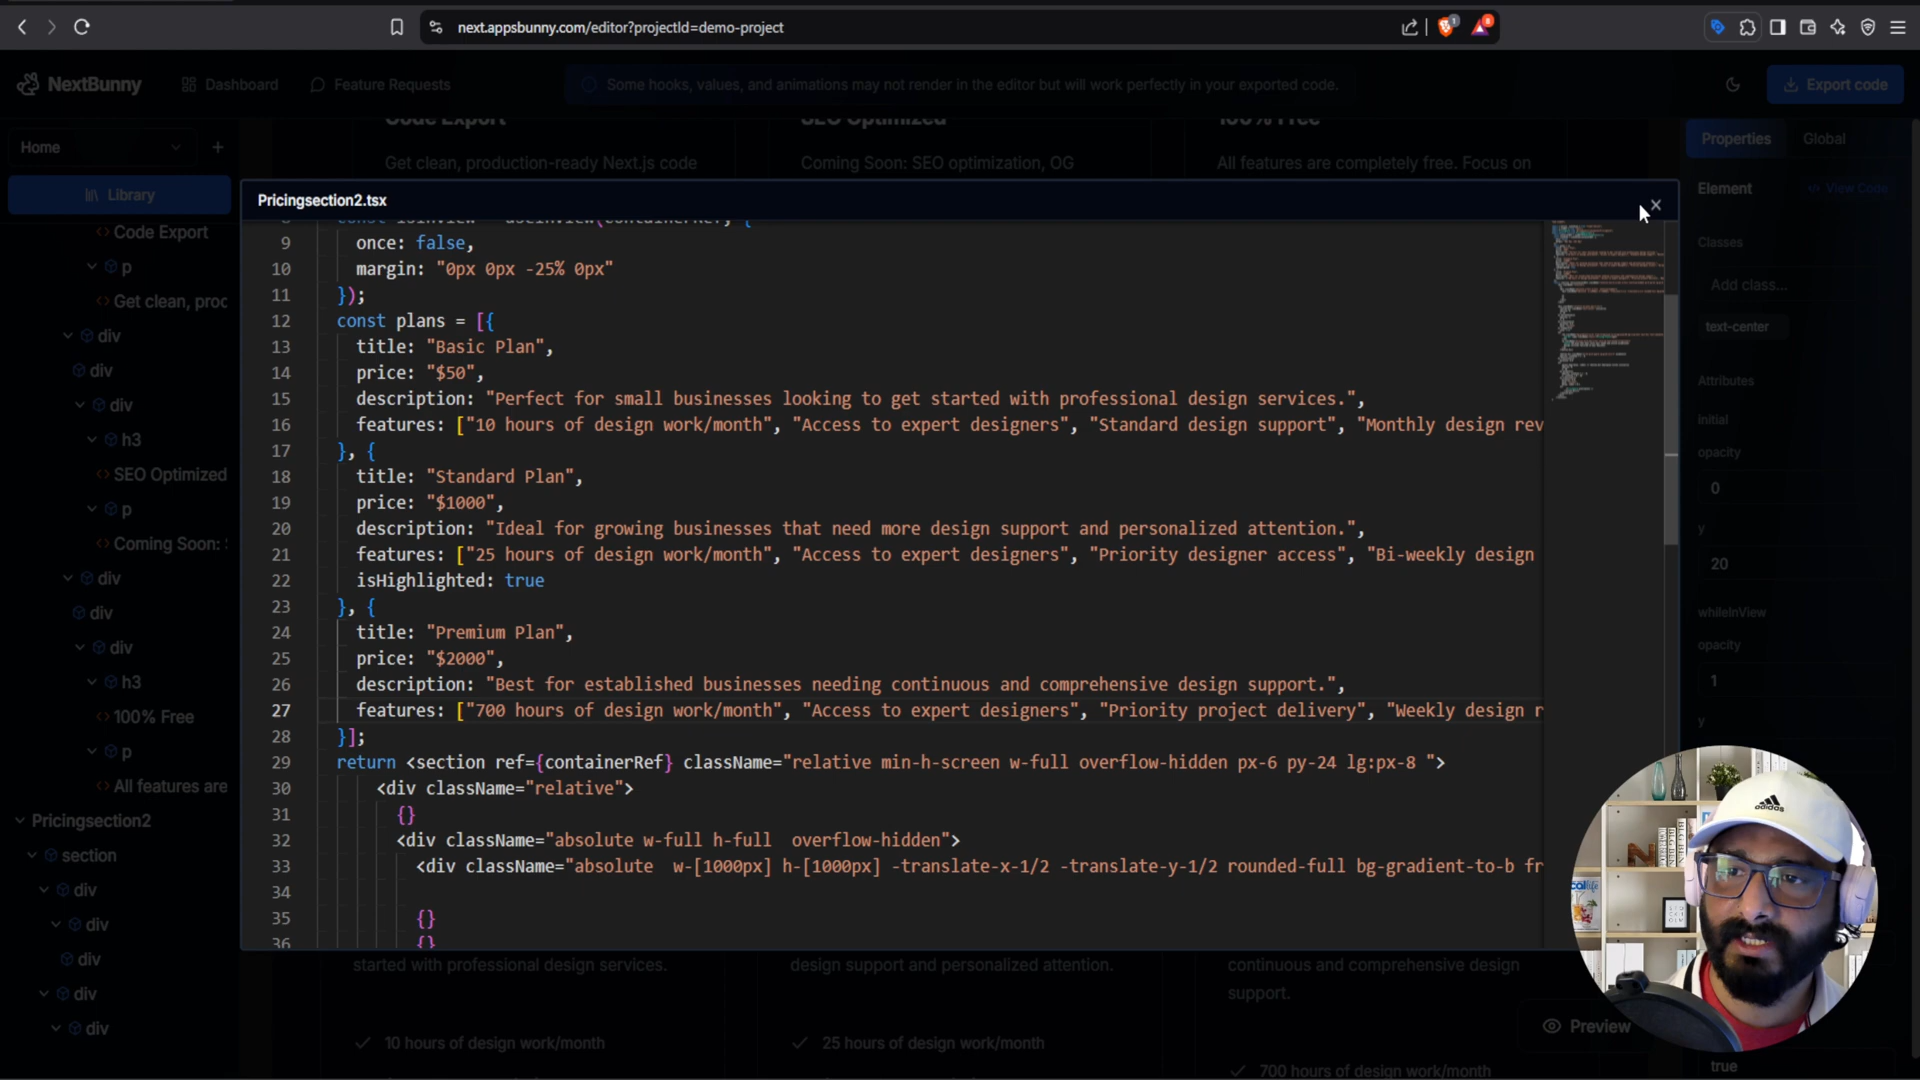 next.appsbunny.com/editor?projectId=demo-project
NextBunny
Dashboard
Feature Requests
Some hooks, values, and animations may not render in the editor but will work perfectly in your exported code.
Export code
Home
Library
Code Export
p
Get clean, proc
div
div
div
h3
SEO Optimized
p
Coming Soon: S
div
div
div
h3
100% Free
p
All features are
Pricingsection2
section
div
div
div
div
div
Code Export
SEO Optimized
100% Free
Get clean, production-ready Next.js code
Coming Soon: SEO optimization, OG
All features are completely free. Focus on
Pricingsection2.tsx
8 const isInView = useInView(containerRef, {
9 once: false,
10 margin: "0px 0px -25% 0px"
11 });
12 const plans = [{
13 title: "Basic Plan",
14 price: "$50",
15 description: "Perfect for small businesses looking to get started with professional design services.",
16 features: ["10 hours of design work/month", "Access to expert designers", "Standard design support", "Monthly design rev
17 }, {
18 title: "Standard Plan",
19 price: "$1000",
20 description: "Ideal for growing businesses that need more design support and personalized attention.",
21 features: ["25 hours of design work/month", "Access to expert designers", "Priority designer access", "Bi-weekly design
22 isHighlighted: true
23 }, {
24 title: "Premium Plan",
25 price: "$2000",
26 description: "Best for established businesses needing continuous and comprehensive design support.",
27 features: ["700 hours of design work/month", "Access to expert designers", "Priority project delivery", "Weekly design r
28 }];
29 return <section ref={containerRef} className="relative min-h-screen w-full overflow-hidden px-6 py-24 lg:px-8 ">
30 <div className="relative">
31 {}
32 <div className="absolute w-full h-full  overflow-hidden">
33 <div className="absolute  w-[1000px] h-[1000px] -translate-x-1/2 -translate-y-1/2 rounded-full bg-gradient-to-b fr
34
35 {}
36 {}
started with professional design services.
design support and personalized attention.
continuous and comprehensive design
support.
10 hours of design work/month
25 hours of design work/month
700 hours of design work/month
Preview
Properties
Global
Element
View Code
Classes
Add class...
text-center
Attributes
initial
opacity
0
y
20
whileInView
opacity
1
y
true
adidas